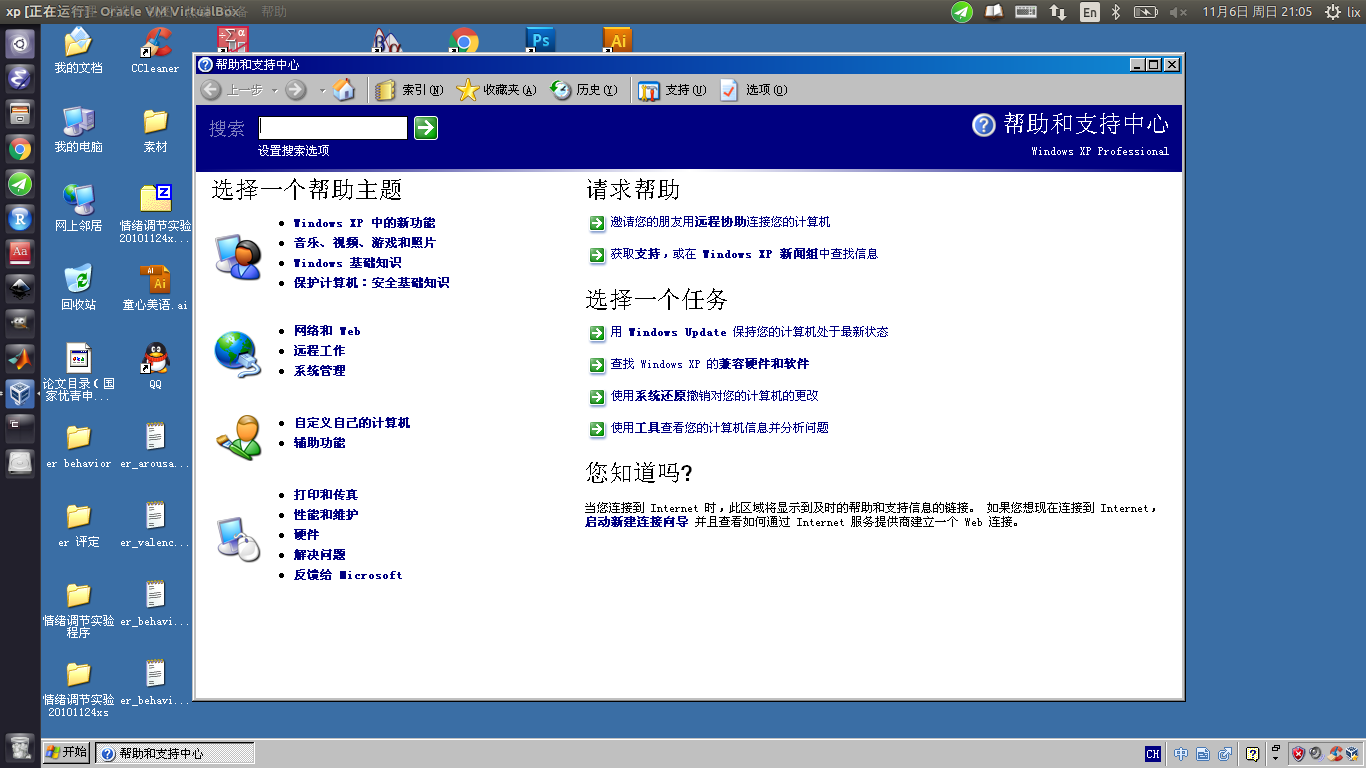 xp [正在运行] Oracle VM VirtualBox 帮助
En
11月6日 周日 21:05
lix
我的文档
CCleaner
Ps
Ai
我的电脑
素材
网上邻居
情绪调节实验
20101124x...
回收站
童心美语.ai
论文目录(国
家优青申...
QQ
er behavior
er_arousa...
er 评定
er_valenc...
情绪调节实验
程序
er_behavi...
情绪调节实验
20101124xs
er_behavi...
帮助和支持中心
上一步
索引(N)
收藏夹(A)
历史(Y)
支持(U)
选项(O)
搜索
设置搜索选项
帮助和支持中心
Windows XP Professional
选择一个帮助主题
Windows XP 中的新功能
音乐、视频、游戏和照片
Windows 基础知识
保护计算机：安全基础知识
网络和 Web
远程工作
系统管理
自定义自己的计算机
辅助功能
打印和传真
性能和维护
硬件
解决问题
反馈给 Microsoft
请求帮助
邀请您的朋友用远程协助连接您的计算机
获取支持，或在 Windows XP 新闻组中查找信息
选择一个任务
用 Windows Update 保持您的计算机处于最新状态
查找 Windows XP 的兼容硬件和软件
使用系统还原撤销对您的计算机的更改
使用工具查看您的计算机信息并分析问题
您知道吗?
当您连接到 Internet 时，此区域将显示到及时的帮助和支持信息的链接。 如果您想现在连接到 Internet，
启动新建连接向导 并且查看如何通过 Internet 服务提供商建立一个 Web 连接。
开始
帮助和支持中心
CH
中